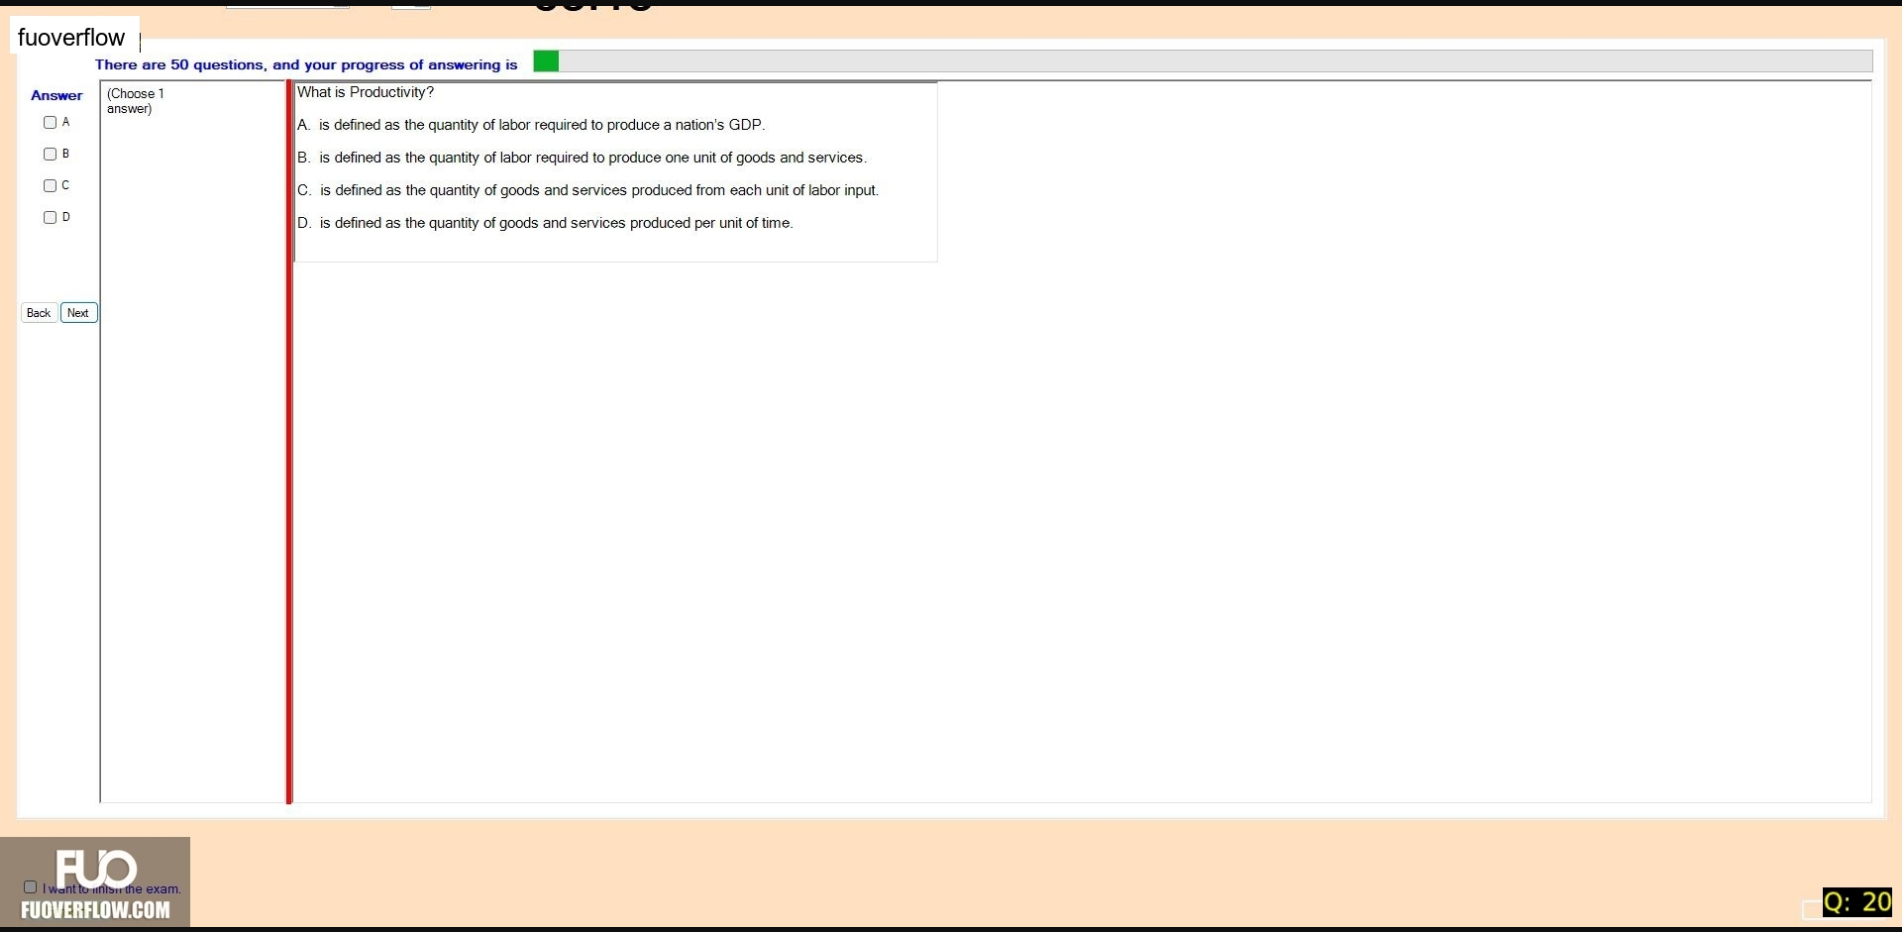 fuoverflow
There are 50 questions, and your progress of answering is
Answer
(Choose 1
answer)
A
B
C
D
Back
Next
What is Productivity?
A. is defined as the quantity of labor required to produce a nation's GDP.
B. is defined as the quantity of labor required to produce one unit of goods and services.
C. is defined as the quantity of goods and services produced from each unit of labor input.
D. is defined as the quantity of goods and services produced per unit of time.
FUO
I want to finish the exam.
FUOVERFLOW.COM
Q: 20